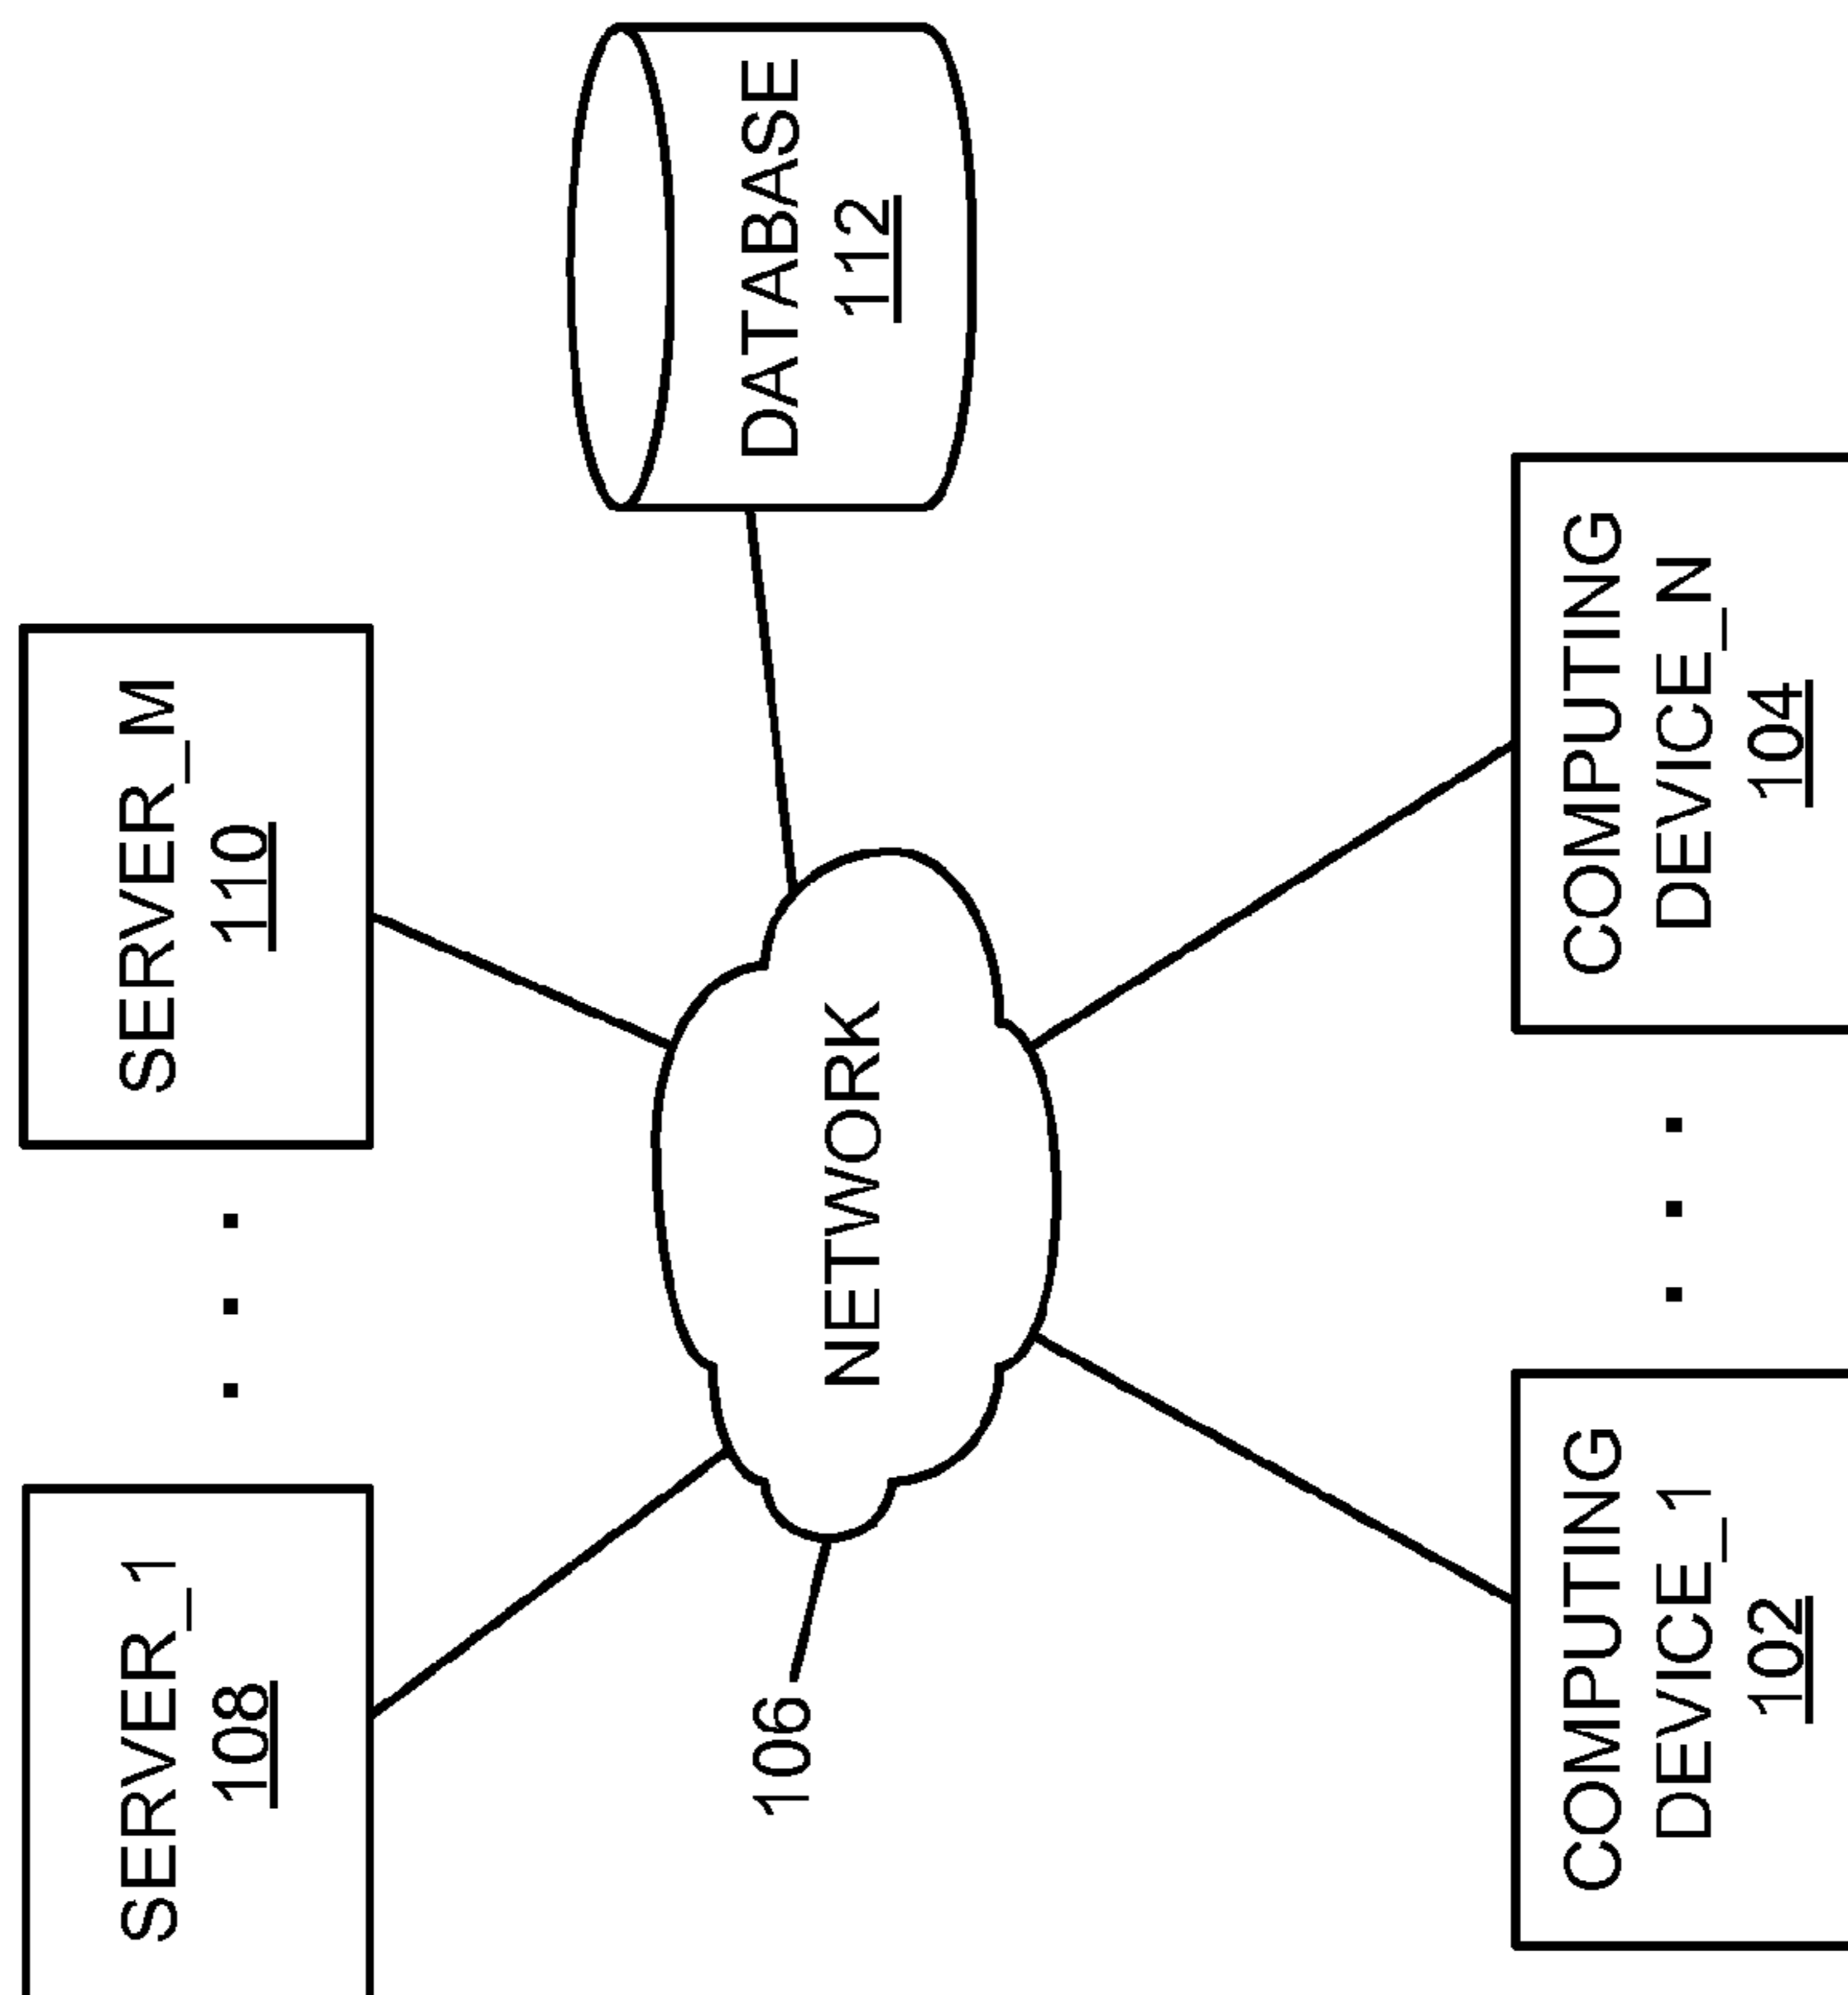 SERVER_1
108
SERVER_M
110
DATABASE
112
NETWORK
106
COMPUTING
DEVICE_1
102
COMPUTING
DEVICE_N
104